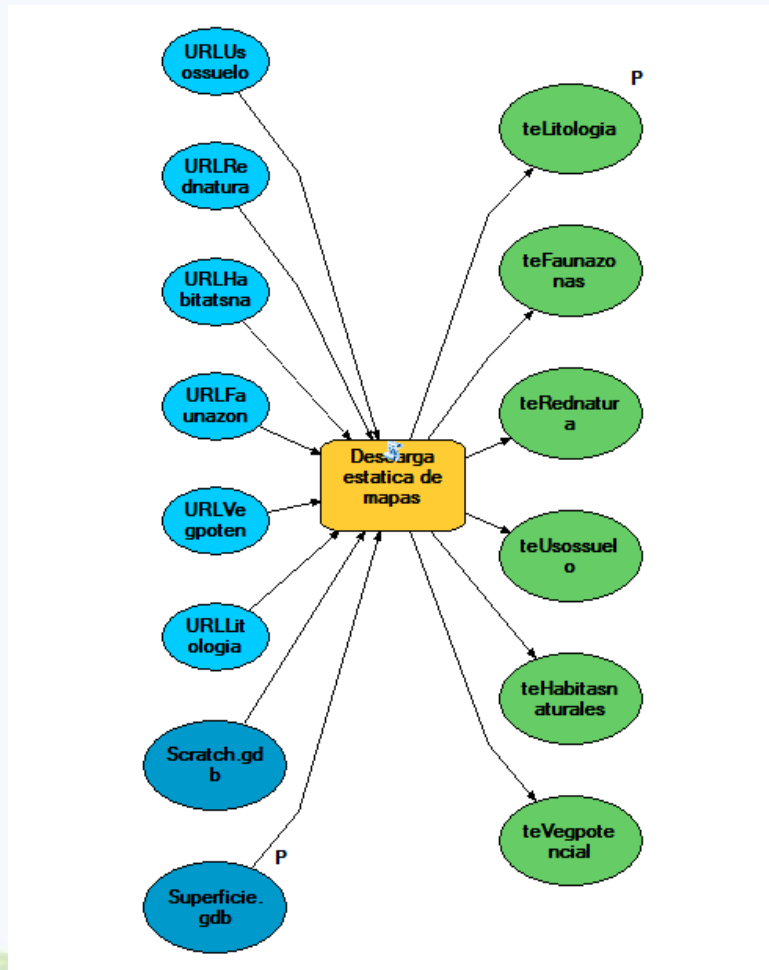 URLUs
ossuelo
URLRe
dnatura
URLHa
bitatsna
URLFa
unazon
URLVe
gpoten
URLLit
ologia
Scratch.gd
b
P
Superficie.
gdb
Descarga
estatica de
mapas
P
teLitologia
teFaunazo
nas
teRednatur
a
teUsossuel
o
teHabitasn
aturales
teVegpote
ncial